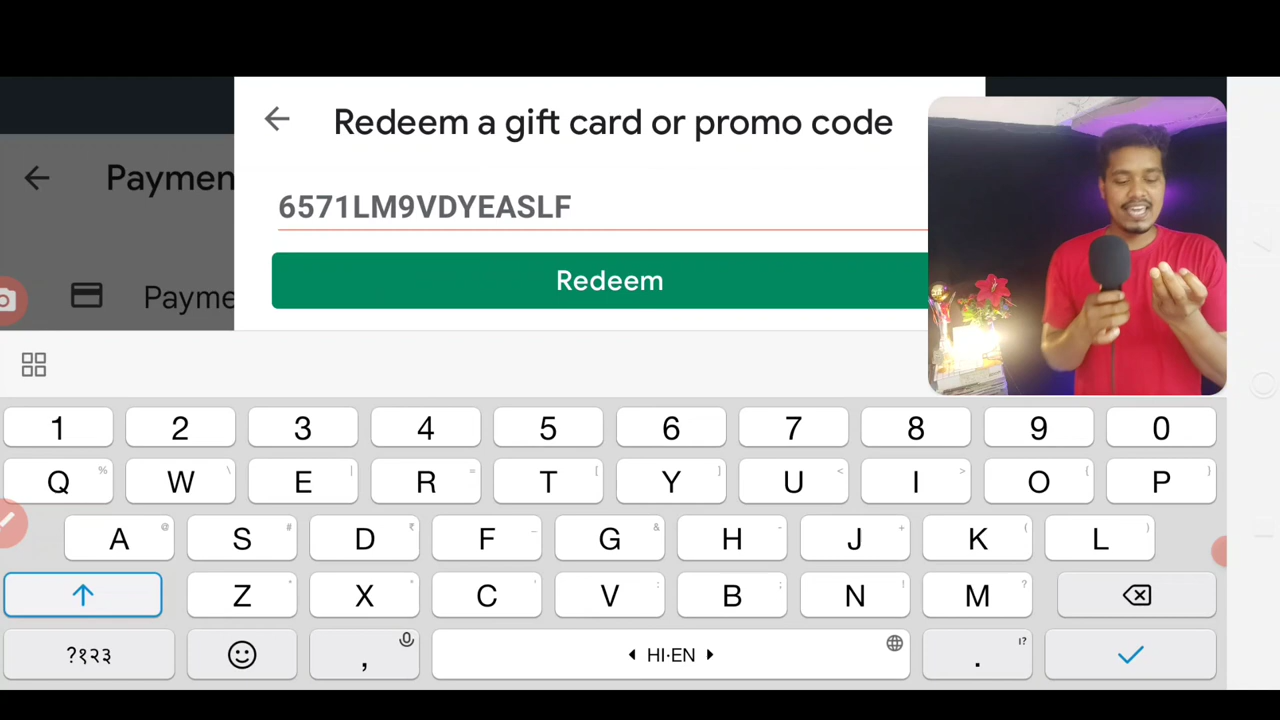 Redeem a gift card or promo code
Paymen
6571LM9VDYEASLF
Redeem
Payme
1 2 3 4 5 6 7 8 9 0
Q % W \ E | R = T [ Y ] U < I > O { P }
A @ S # D ₹ F _ G & H - J + K ( L )
Z * X " C ' V : B ; N ! M ?
?१२३ , HI·EN . !?